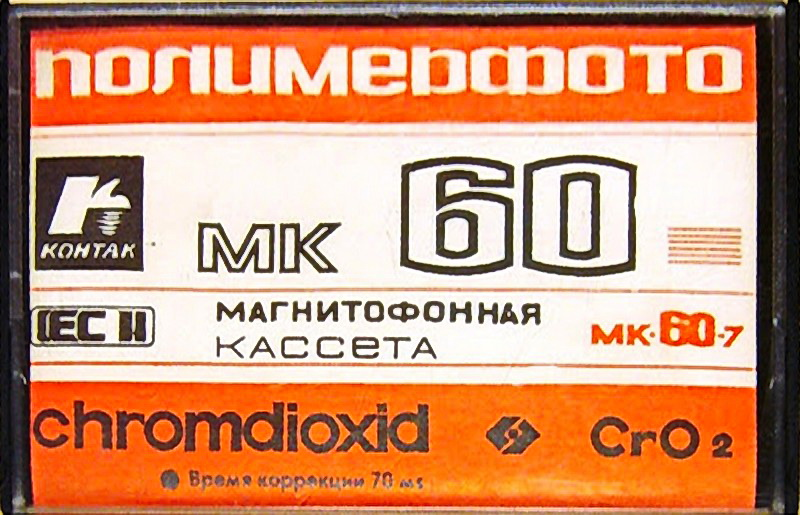 полимерфото
КОНТАК
МК 60
IEC II
МАГНИТОФОННАЯ
КАССЕТА
МК·60-7
chromdioxid
CrO2
Время коррекции 70 мs